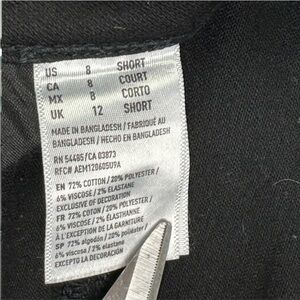 US 8 SHORT
CA 8 COURT
MX 8 CORTO
UK 12 SHORT
MADE IN BANGLADESH / FABRIQUÉ AU
BANGLADESH / HECHO EN BANGLADESH
RN 54485/CA 03873
RFC# AEM120605U9A
EN 72% COTTON / 20% POLYESTER /
6% VISCOSE / 2% ELASTANE
EXCLUSIVE OF DECORATION
FR 72% COTON / 20% POLYESTER /
6% VISCOSE / 2% ÉLASTHANNE
À L'EXCEPTION DE LA GARNITURE
SP 72% algodón / 20% poliéster /
6% viscosa / 2% elastano
EXCEPTO LA DECORACIÓN